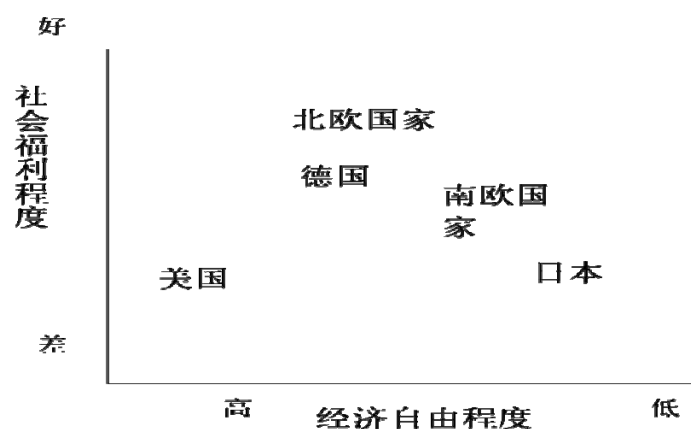 好
社会福利程度
北欧国家
德国
南欧国
家
美国
日本
差
高
经济自由程度
低